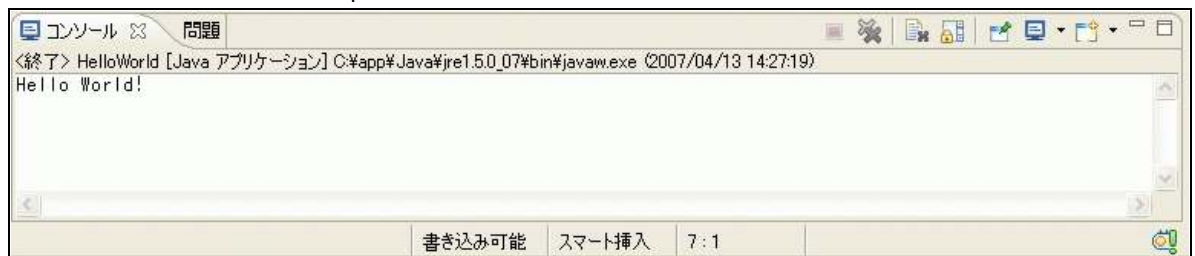 コンソール 問題
<終了> HelloWorld [Java アプリケーション] C:¥app¥Java¥jre1.5.0_07¥bin¥javaw.exe (2007/04/13 14:27:19)
Hello World!
書き込み可能 スマート挿入 7 : 1